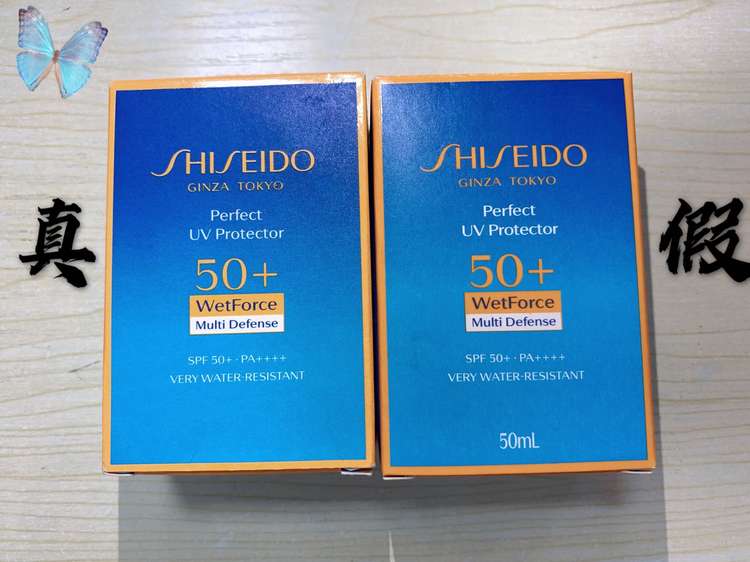 真
SHISEIDO
GINZA TOKYO
Perfect
UV Protector
50+
WetForce
Multi Defense
SPF 50+·PA++++
VERY WATER-RESISTANT
SHISEIDO
GINZA TOKYO
Perfect
UV Protector
50+
WetForce
Multi Defense
SPF 50+·PA++++
VERY WATER-RESISTANT
50mL
假